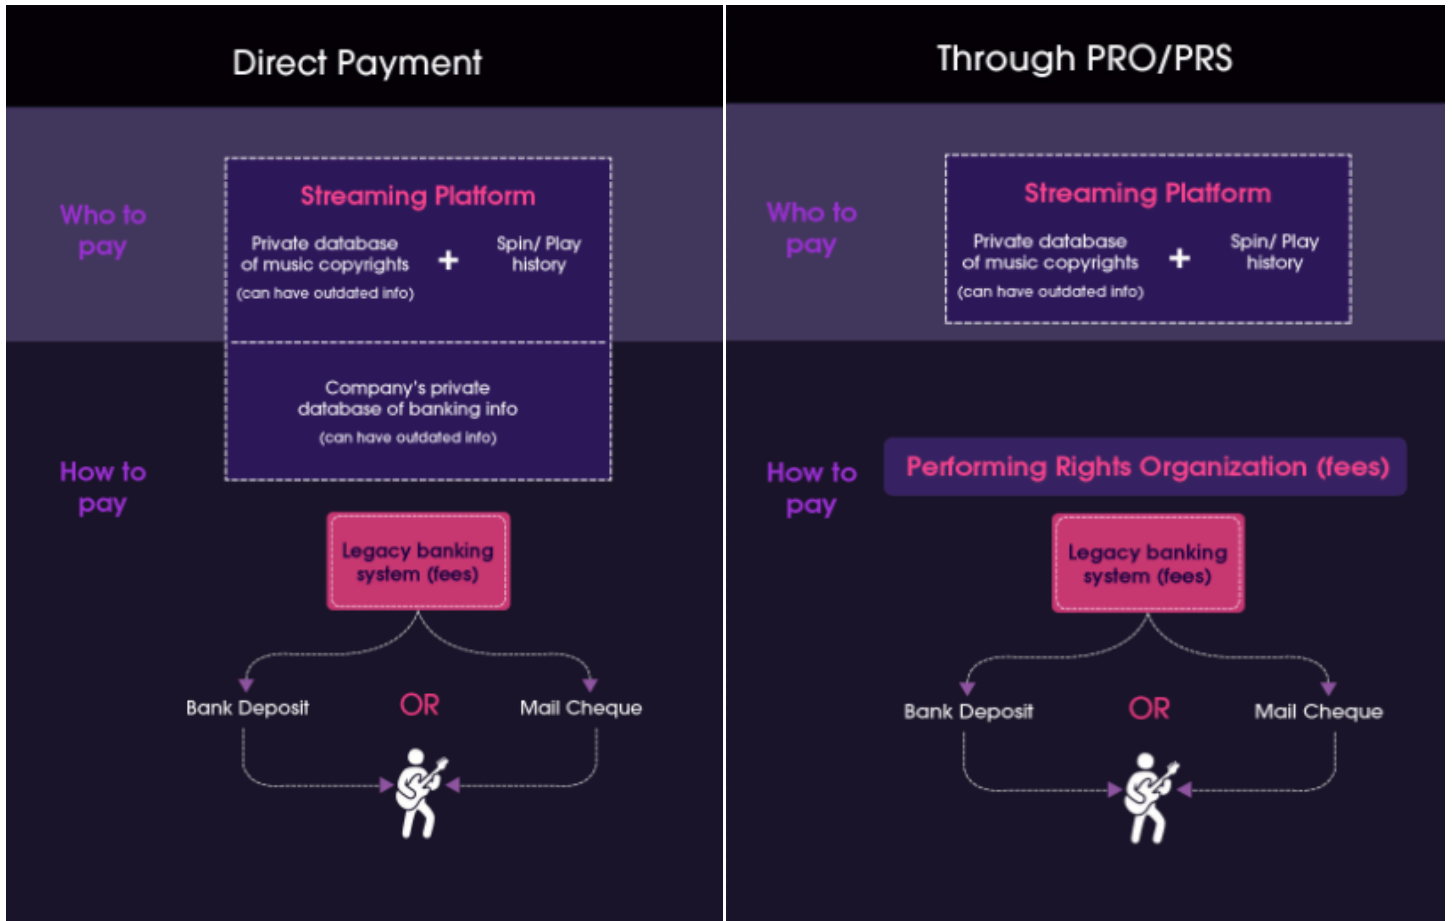 Direct Payment
Who to
pay
Streaming Platform
Private database
of music copyrights
(can have outdated info)
+
Spin/ Play
history
Company's private
database of banking info
(can have outdated info)
How to
pay
Legacy banking
system (fees)
Bank Deposit
OR
Mail Cheque
Through PRO/PRS
Who to
pay
Streaming Platform
Private database
of music copyrights
(can have outdated info)
+
Spin/ Play
history
How to
pay
Performing Rights Organization (fees)
Legacy banking
system (fees)
Bank Deposit
OR
Mail Cheque